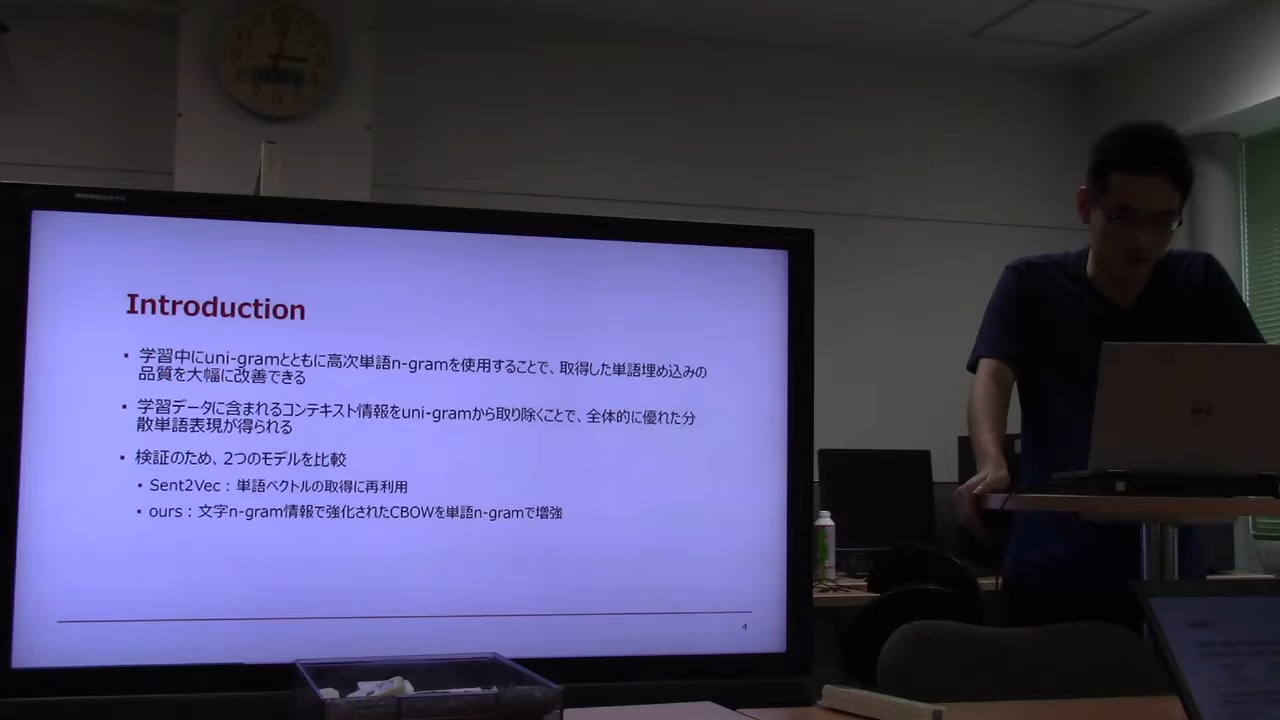 Introduction
▪ 学習中にuni-gramとともに高次単語n-gramを使用することで、取得した単語埋め込みの
品質を大幅に改善できる
▪ 学習データに含まれるコンテキスト情報をuni-gramから取り除くことで、全体的に優れた分
散単語表現が得られる
▪ 検証のため、2つのモデルを比較
▪ Sent2Vec : 単語ベクトルの取得に再利用
▪ ours : 文字n-gram情報で強化されたCBOWを単語n-gramで増強
4